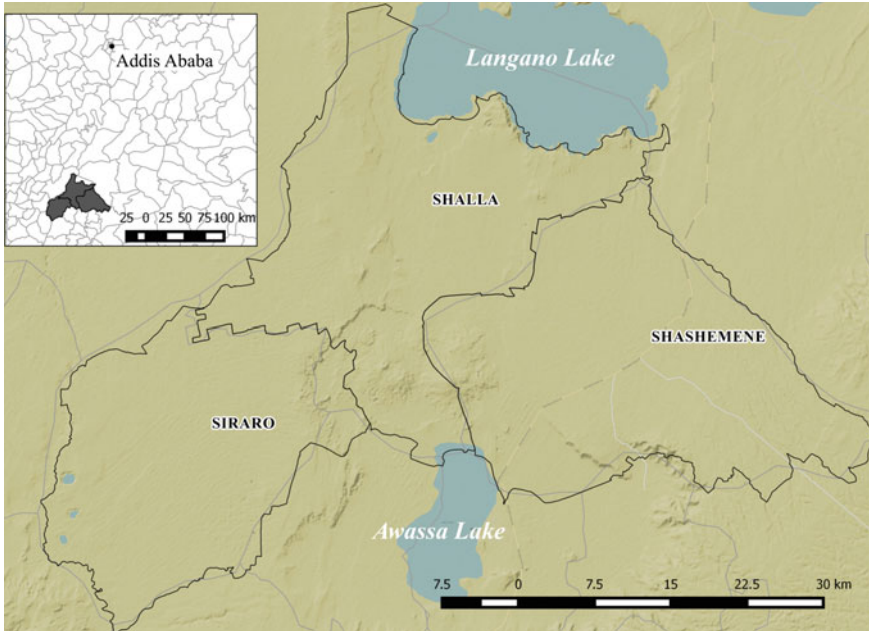 Addis Ababa
25 0 25 50 75 100 km
Langano Lake
SHALLA
SHASHEMENE
SIRARO
Awassa Lake
7.5 0 7.5 15 22.5 30 km